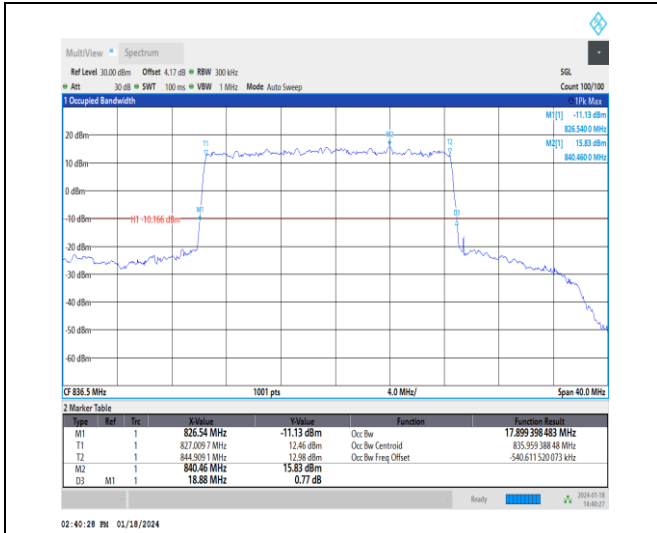 MultiView Spectrum
Ref Level 30.00 dBm Offset 4.17 dB RBW 300 kHz SGL
Att 30 dB SWT 100 ms VBW 1 MHz Mode Auto Sweep Count 100/100
1 Occupied Bandwidth 1Pk Max
M1[1] -11.13 dBm
826.540 0 MHz
M2[1] 15.83 dBm
840.460 0 MHz
20 dBm
T1
M2
T2
10 dBm
0 dBm
M1
D3
-10 dBm
H1 -10.166 dBm
-20 dBm
-30 dBm
-40 dBm
-50 dBm
-60 dBm
CF 836.5 MHz 1001 pts 4.0 MHz/ Span 40.0 MHz
2 Marker Table
Type Ref Trc X-Value Y-Value Function Function Result
M1 1 826.54 MHz -11.13 dBm Occ Bw 17.899 398 483 MHz
T1 1 827.009 7 MHz 12.46 dBm Occ Bw Centroid 835.959 388 48 MHz
T2 1 844.909 1 MHz 12.98 dBm Occ Bw Freq Offset -540.611 520 073 kHz
M2 1 840.46 MHz 15.83 dBm
D3 M1 1 18.88 MHz 0.77 dB
Ready 2024-01-18
14:40:27
02:40:28 PM 01/18/2024